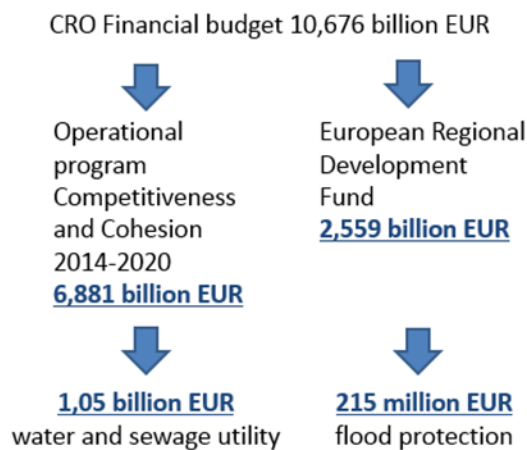 CRO Financial budget 10,676 billion EUR
Operational
program
Competitiveness
and Cohesion
2014-2020
6,881 billion EUR
European Regional
Development
Fund
2,559 billion EUR
1,05 billion EUR
water and sewage utility
215 million EUR
flood protection